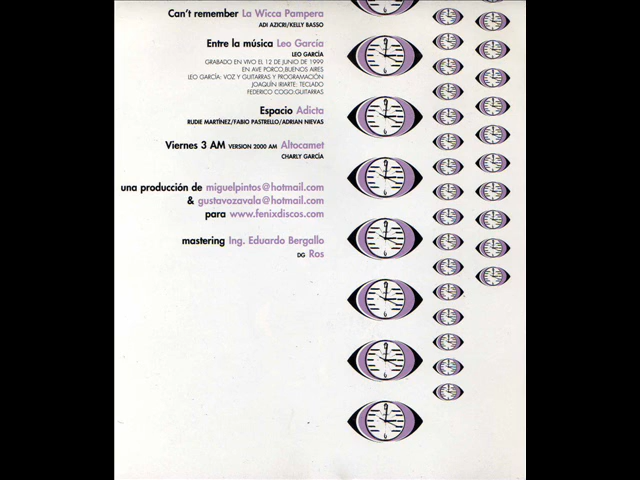 Can't remember La Wicca Pampera
ADI AZICRI/KELLY BASSO
Entre la música Leo García
LEO GARCÍA
GRABADO EN VIVO EL 12 DE JUNIO DE 1999
EN AVE PORCO,BUENOS AIRES
LEO GARCÍA: VOZ Y GUITARRAS Y PROGRAMACIÓN
JOAQUÍN IRIARTE: TECLADO
FEDERICO COGO:GUITARRAS
Espacio Adicta
RUDIE MARTÍNEZ/FABIO PASTRELLO/ADRIAN NIEVAS
Viernes 3 AM VERSION 2000 AM Altocamet
CHARLY GARCÍA
una producción de miguelpintos@hotmail.com
& gustavozavala@hotmail.com
para www.fenixdiscos.com
mastering Ing. Eduardo Bergallo
DG Ros